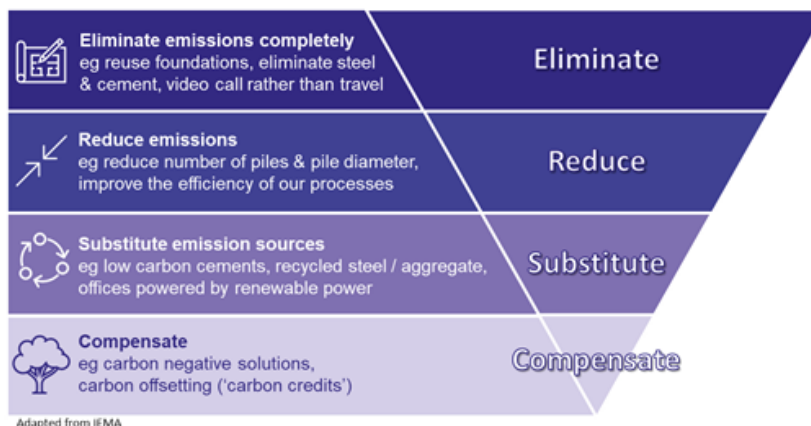 Eliminate emissions completely
eg reuse foundations, eliminate steel
& cement, video call rather than travel
Eliminate
Reduce emissions
eg reduce number of piles & pile diameter,
improve the efficiency of our processes
Reduce
Substitute emission sources
eg low carbon cements, recycled steel / aggregate,
offices powered by renewable power
Substitute
Compensate
eg carbon negative solutions,
carbon offsetting (‘carbon credits’)
Compensate
Adapted from IEMA